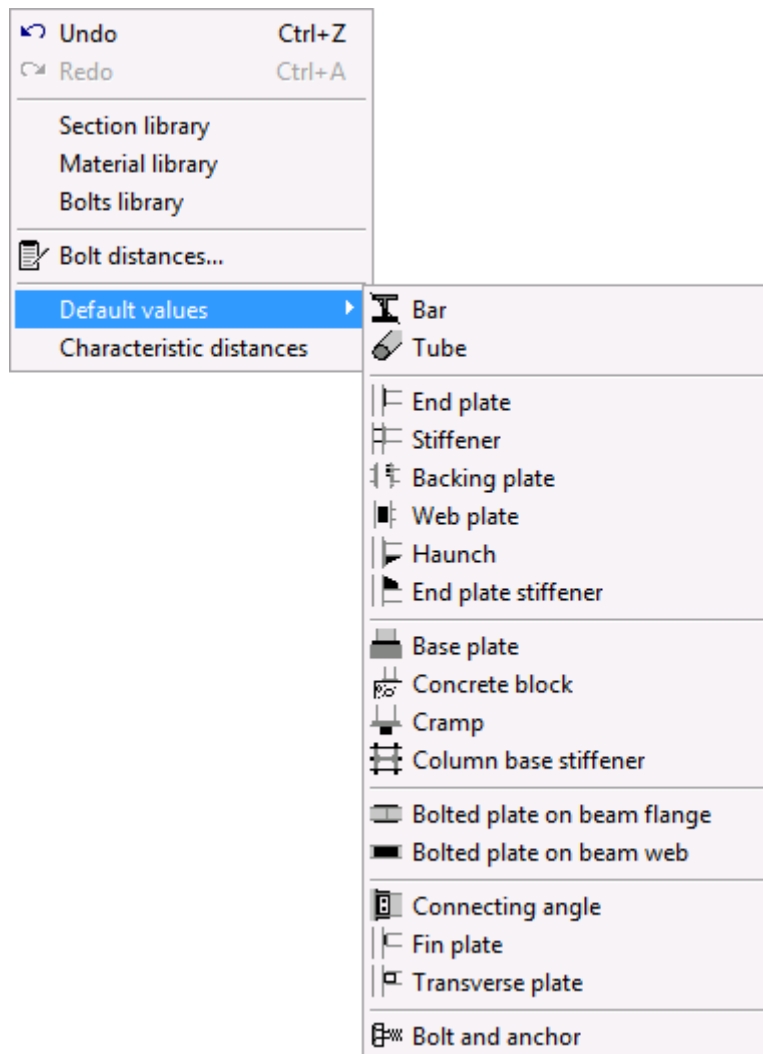 Undo Ctrl+Z
Redo Ctrl+A
Section library
Material library
Bolts library
Bolt distances...
Default values
Characteristic distances
Bar
Tube
End plate
Stiffener
Backing plate
Web plate
Haunch
End plate stiffener
Base plate
Concrete block
Cramp
Column base stiffener
Bolted plate on beam flange
Bolted plate on beam web
Connecting angle
Fin plate
Transverse plate
Bolt and anchor